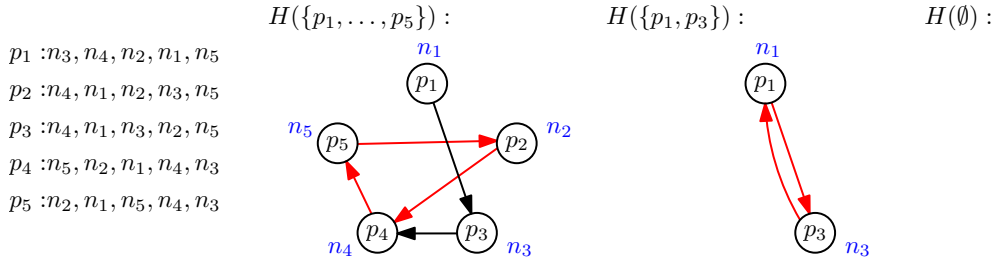 H({p₁, . . . , p₅}) :
H({p₁, p₃}) :
H(∅) :
p₁ :n₃, n₄, n₂, n₁, n₅
p₂ :n₄, n₁, n₂, n₃, n₅
p₃ :n₄, n₁, n₃, n₂, n₅
p₄ :n₅, n₂, n₁, n₄, n₃
p₅ :n₂, n₁, n₅, n₄, n₃
n₁
p₁
n₅
p₅
p₂
n₂
n₄
p₄
p₃
n₃
n₁
p₁
p₃
n₃